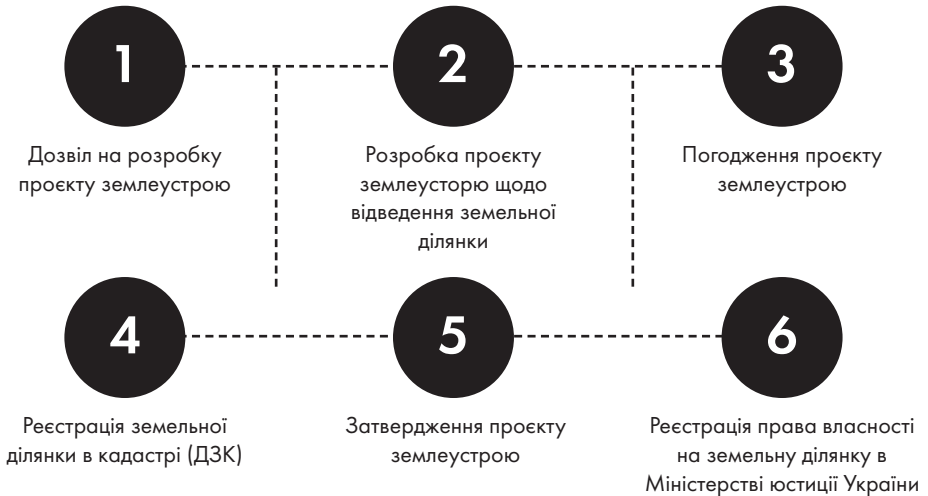 1
Дозвіл на розробку
проєкту землеустрою
2
Розробка проєкту
землеусторю щодо
відведення земельної
ділянки
3
Погодження проєкту
землеустрою
4
Реєстрація земельної
ділянки в кадастрі (ДЗК)
5
Затвердження проєкту
землеустрою
6
Реєстрація права власності
на земельну ділянку в
Міністерстві юстиції України